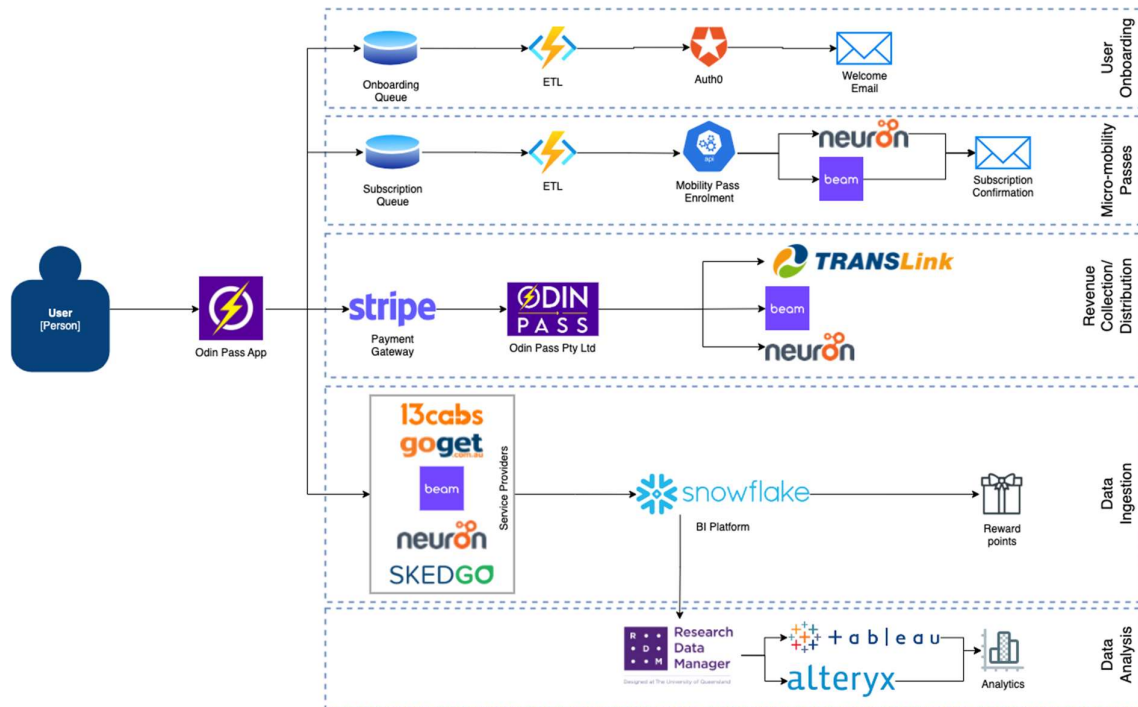 Onboarding
Queue
ETL
Auth0
Welcome
Email
User
Onboarding
Subscription
Queue
ETL
api
Mobility Pass
Enrolment
neuron
beam
Subscription
Confirmation
Micro-mobility
Passes
User
[Person]
Odin Pass App
stripe
Payment
Gateway
ODIN
PASS
Odin Pass Pty Ltd
TRANSLink
beam
neuron
Revenue
Collection/
Distribution
13cabs
goget
.com.au
beam
neuron
SKEDGO
Service Providers
snowflake
BI Platform
Reward
points
Data
Ingestion
R
D
M
Research
Data
Manager
Designed at The University of Queensland
+ableau
alteryx
Analytics
Data
Analysis